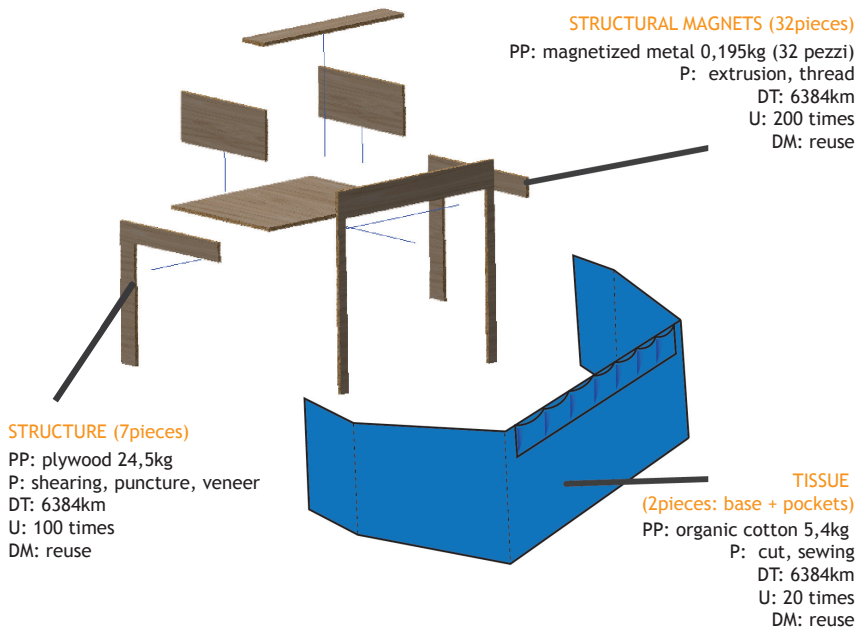 STRUCTURAL MAGNETS (32pieces)
PP: magnetized metal 0,195kg (32 pezzi)
P: extrusion, thread
DT: 6384km
U: 200 times
DM: reuse
STRUCTURE (7pieces)
PP: plywood 24,5kg
P: shearing, puncture, veneer
DT: 6384km
U: 100 times
DM: reuse
TISSUE
(2pieces: base + pockets)
PP: organic cotton 5,4kg
P: cut, sewing
DT: 6384km
U: 20 times
DM: reuse